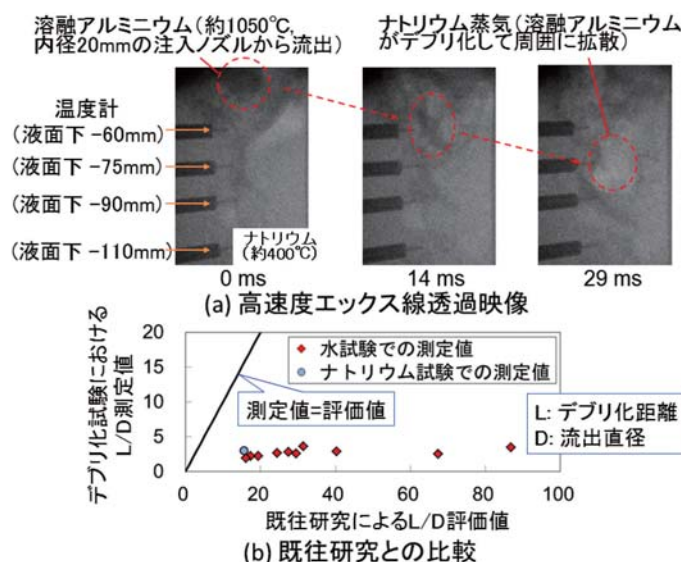 溶融アルミニウム(約1050℃,
内径20mmの注入ノズルから流出)
ナトリウム蒸気(溶融アルミニウム
がデブリ化して周囲に拡散)
温度計
(液面下 -60mm)
(液面下 -75mm)
(液面下 -90mm)
(液面下 -110mm)
ナトリウム
(約400℃)
0 ms
14 ms
29 ms
(a) 高速度エックス線透過映像
デブリ化試験における
L/D測定値
20
15
10
5
0
水試験での測定値
ナトリウム試験での測定値
測定値=評価値
L: デブリ化距離
D: 流出直径
0
20
40
60
80
100
既往研究によるL/D評価値
(b) 既往研究との比較